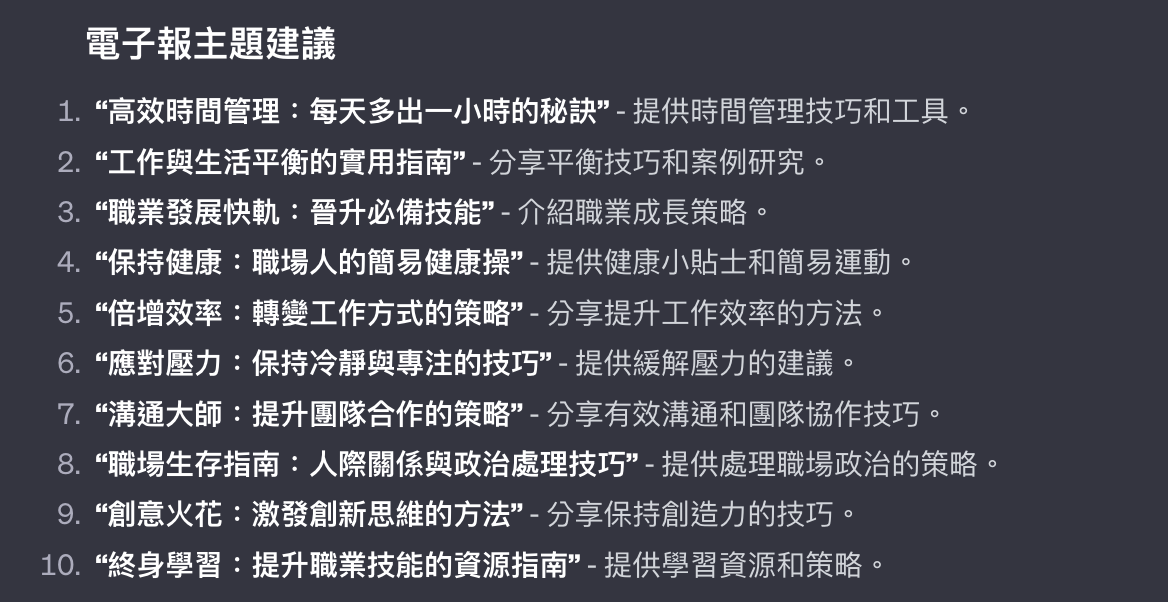 電子報主題建議
1. “高效時間管理：每天多出一小時的秘訣” - 提供時間管理技巧和工具。
2. “工作與生活平衡的實用指南” - 分享平衡技巧和案例研究。
3. “職業發展快軌：晉升必備技能” - 介紹職業成長策略。
4. “保持健康：職場人的簡易健康操” - 提供健康小貼士和簡易運動。
5. “倍增效率：轉變工作方式的策略” - 分享提升工作效率的方法。
6. “應對壓力：保持冷靜與專注的技巧” - 提供緩解壓力的建議。
7. “溝通大師：提升團隊合作的策略” - 分享有效溝通和團隊協作技巧。
8. “職場生存指南：人際關係與政治處理技巧” - 提供處理職場政治的策略。
9. “創意火花：激發創新思維的方法” - 分享保持創造力的技巧。
10. “終身學習：提升職業技能的資源指南” - 提供學習資源和策略。